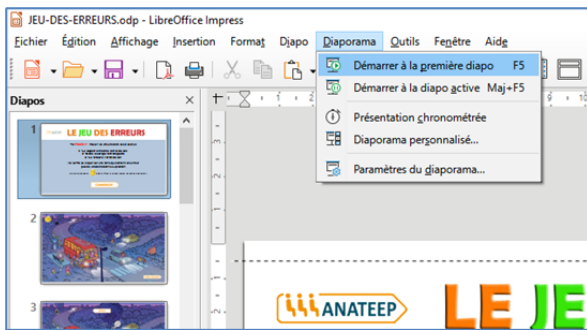 JEU-DES-ERREURS.odp - LibreOffice Impress
Fichier Édition Affichage Insertion Format Diapo Diaporama Outils Fenêtre Aide
Démarrer à la première diapo F5
Démarrer à la diapo active Maj+F5
Présentation chronométrée
Diaporama personnalisé...
Paramètres du diaporama...
Diapos
1
LE JEU DES ERREURS
2
3
ANATEEP
LE JE